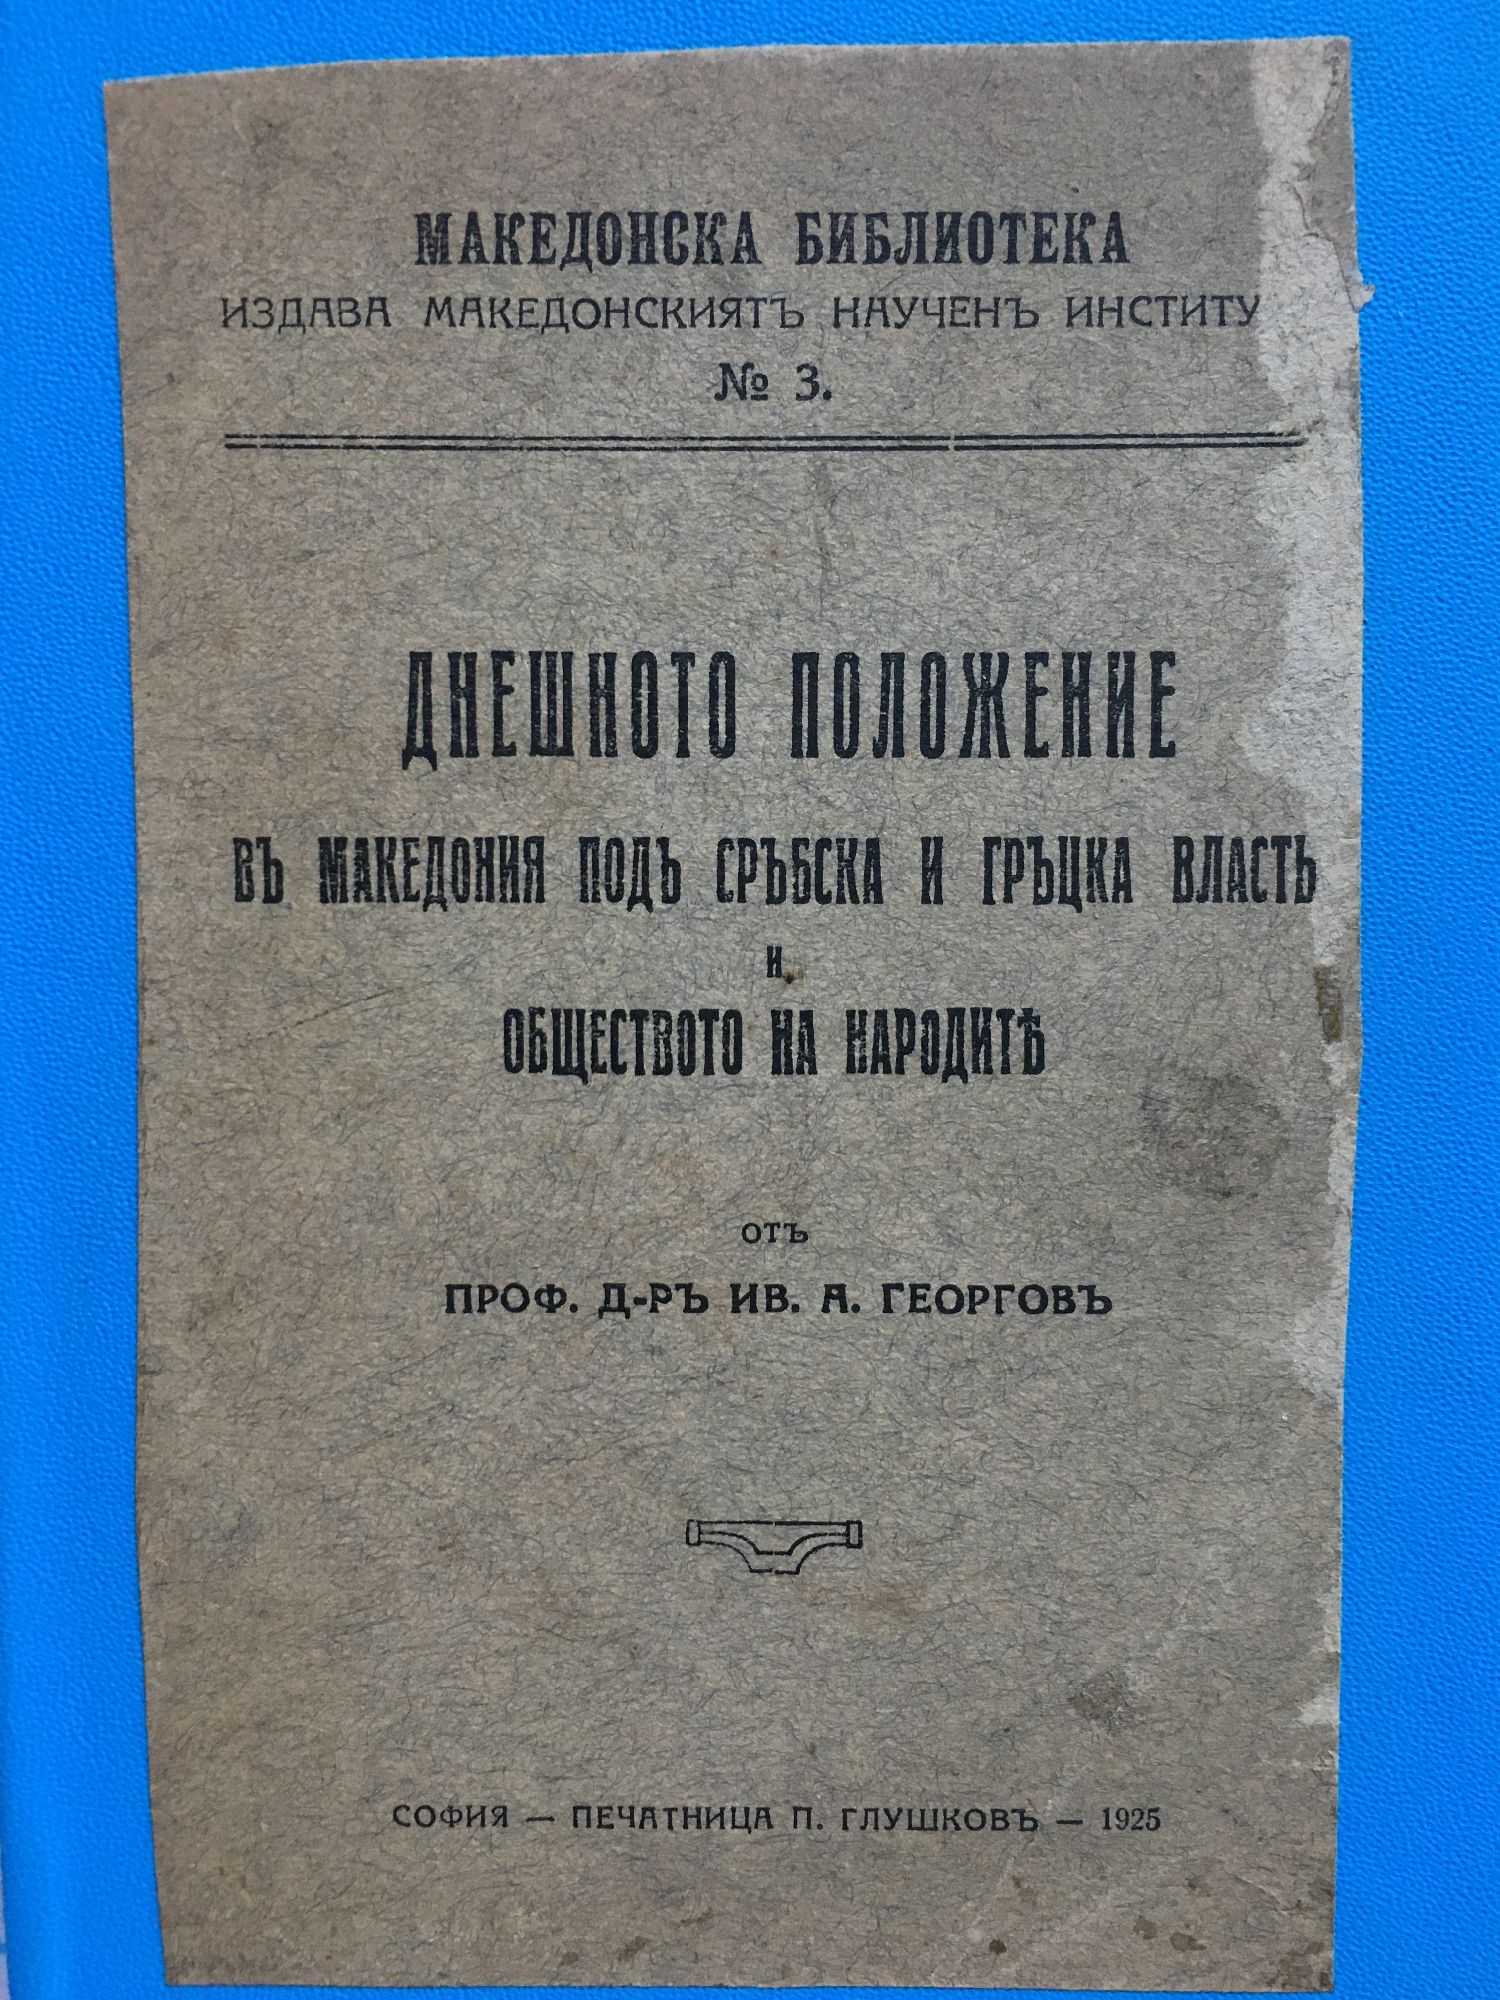 МАКЕДОНСКА БИБЛИОТЕКА
ИЗДАВА МАКЕДОНСКИЯТЪ НАУЧЕНЪ ИНСТИТУ
№ 3.
ДНЕШНОТО ПОЛОЖЕНИЕ
ВЪ МАКЕДОНИЯ ПОДЪ СРЪБСКА И ГРЪЦКА ВЛАСТЬ
И
ОБЩЕСТВОТО НА НАРОДИТѢ
ОТЪ
ПРОФ. Д-РЪ ИВ. А. ГЕОРГОВЪ
СОФИЯ — ПЕЧАТНИЦА П. ГЛУШКОВЪ — 1925